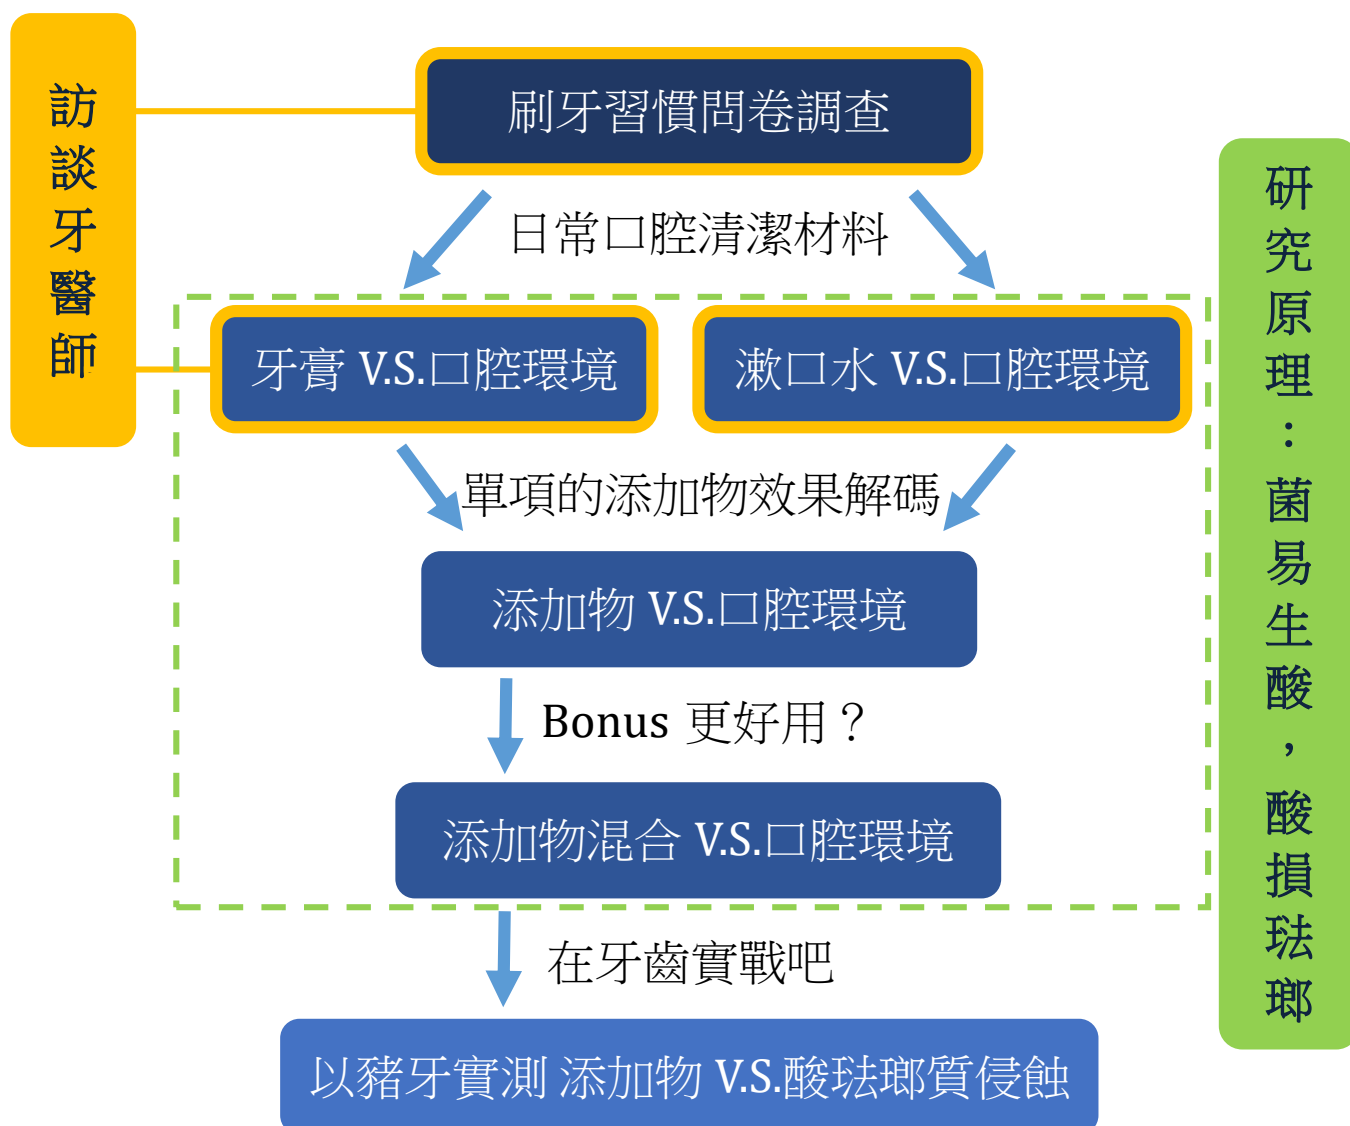 訪談牙醫師
刷牙習慣問卷調查
日常口腔清潔材料
牙膏 V.S.口腔環境
漱口水 V.S.口腔環境
單項的添加物效果解碼
添加物 V.S.口腔環境
Bonus 更好用？
添加物混合 V.S.口腔環境
在牙齒實戰吧
以豬牙實測 添加物 V.S.酸琺瑯質侵蝕
研究原理：菌易生酸，酸損琺瑯